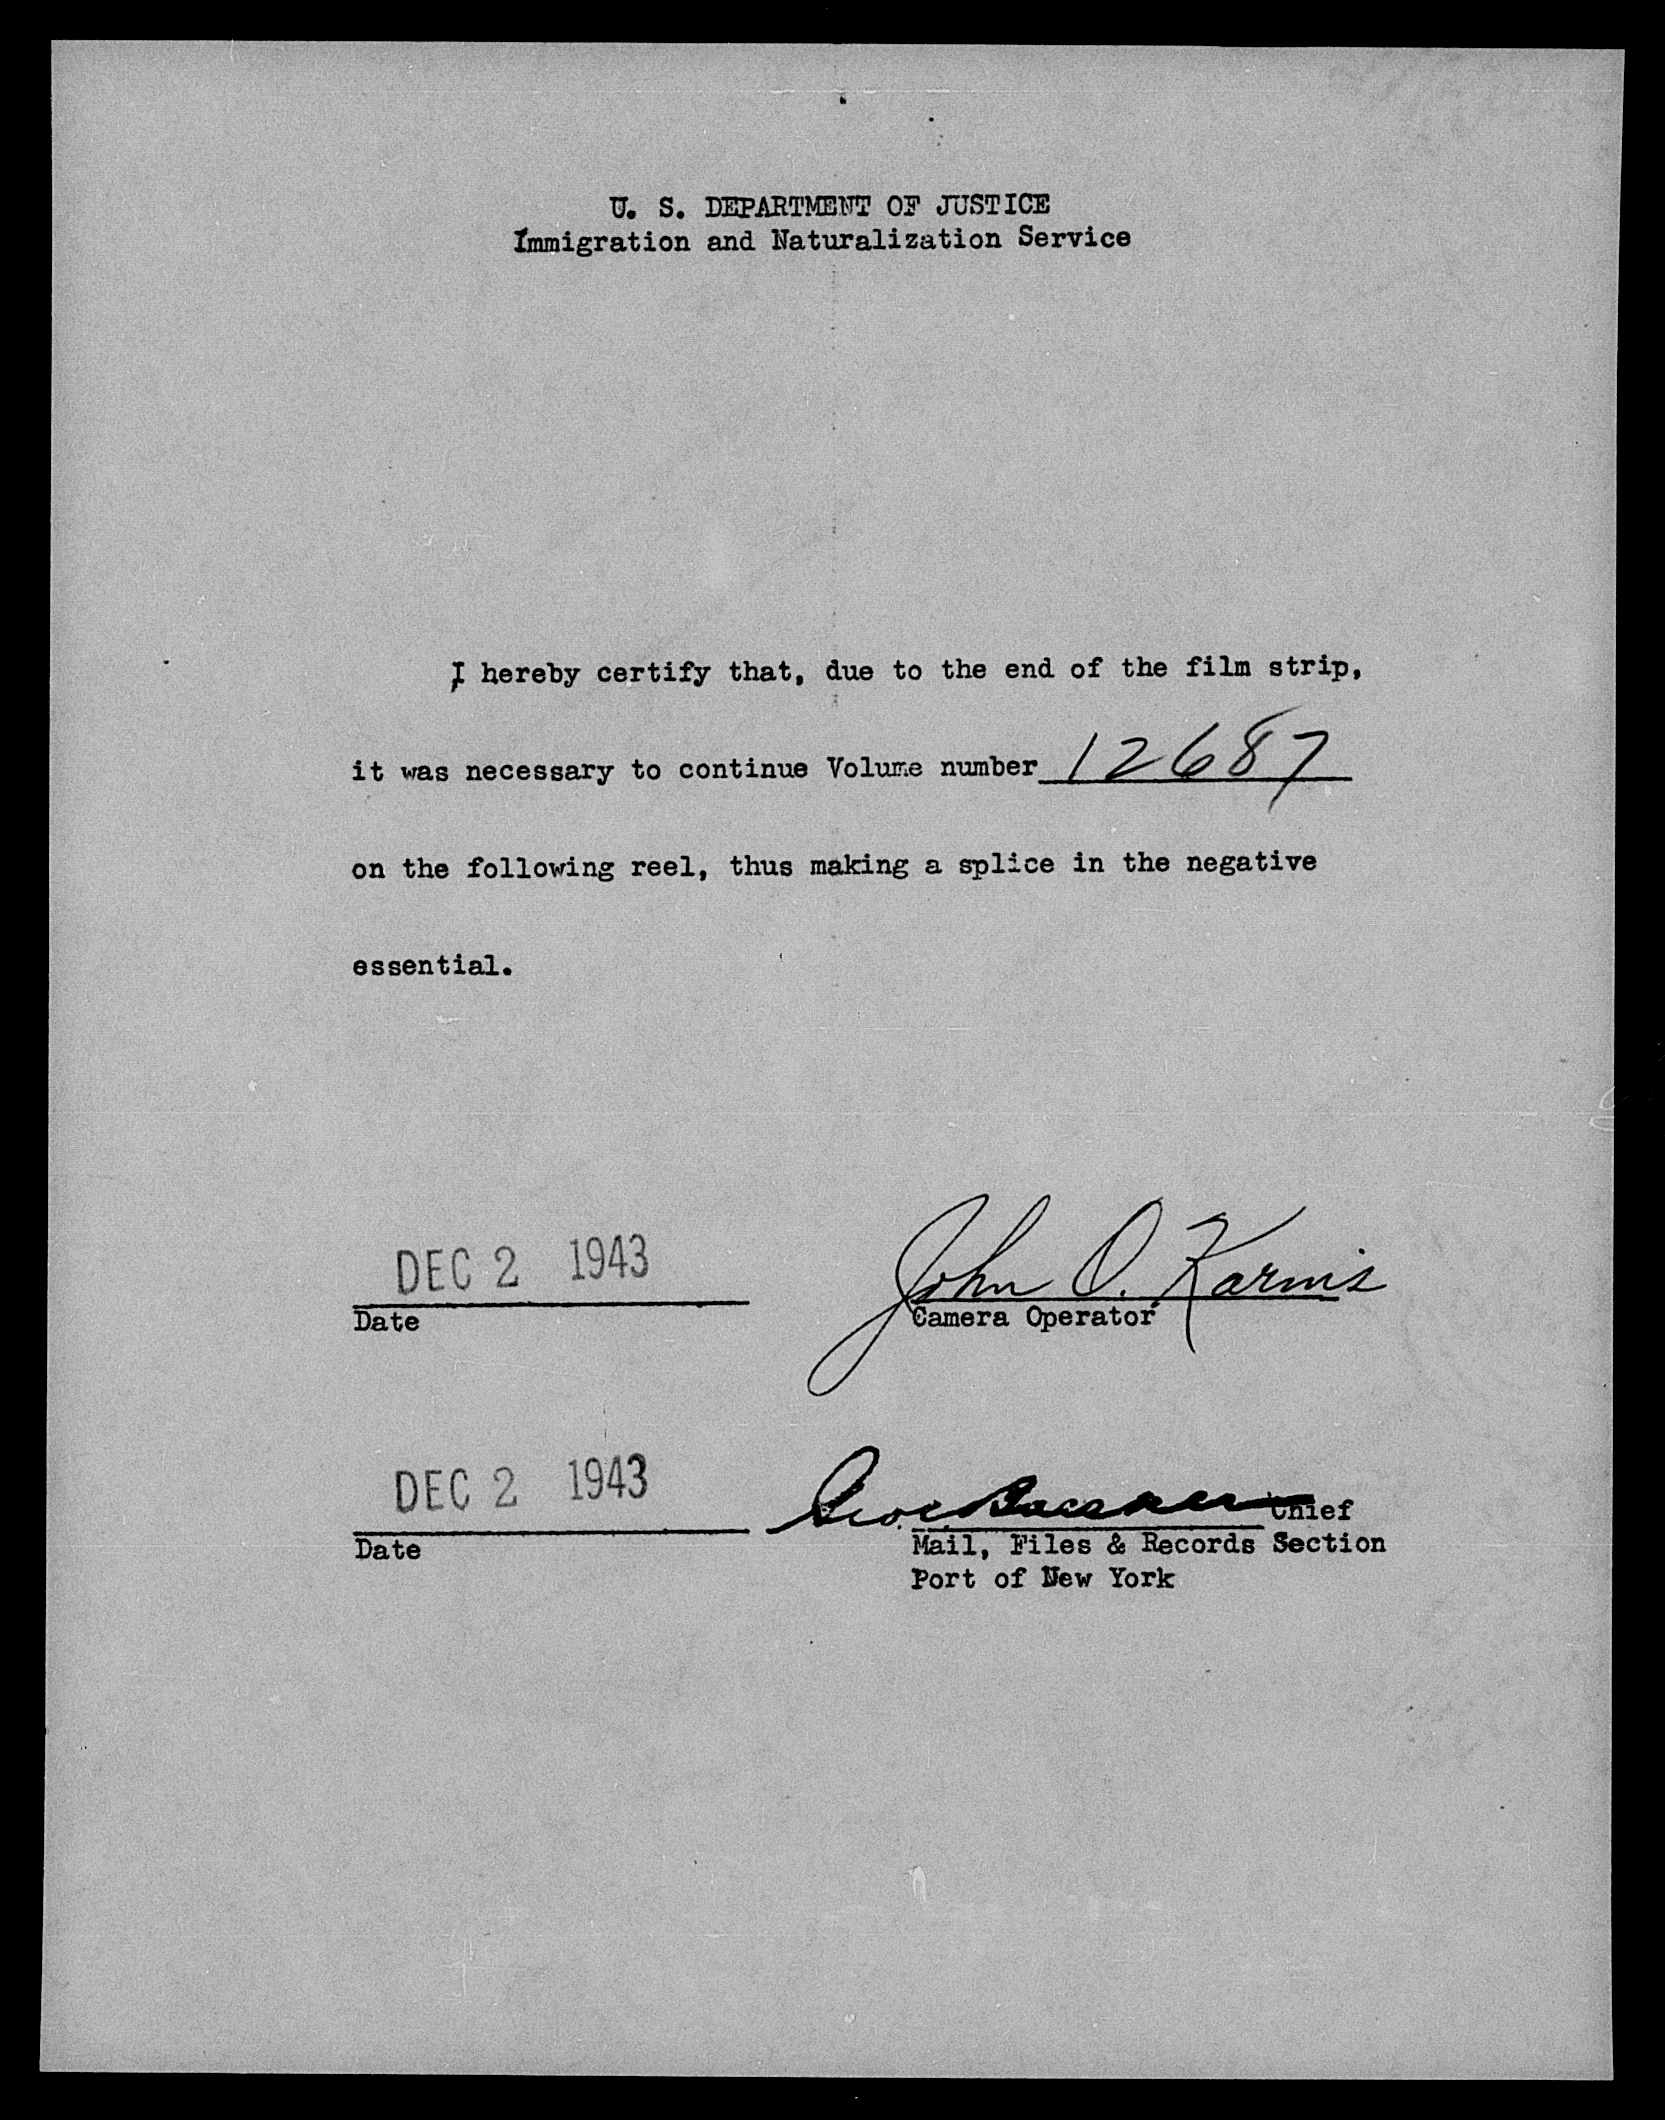 U. S. DEPARTMENT OF JUSTICE
Immigration and Naturalization Service
I hereby certify that, due to the end of the film strip,
it was necessary to continue Volume number 12687
on the following reel, thus making a splice in the negative
essential.
DEC 2 1943
John O. Karnis
Date
Camera Operator
DEC 2 1943
Chief
Date
Mail, Files & Records Section
Port of New York